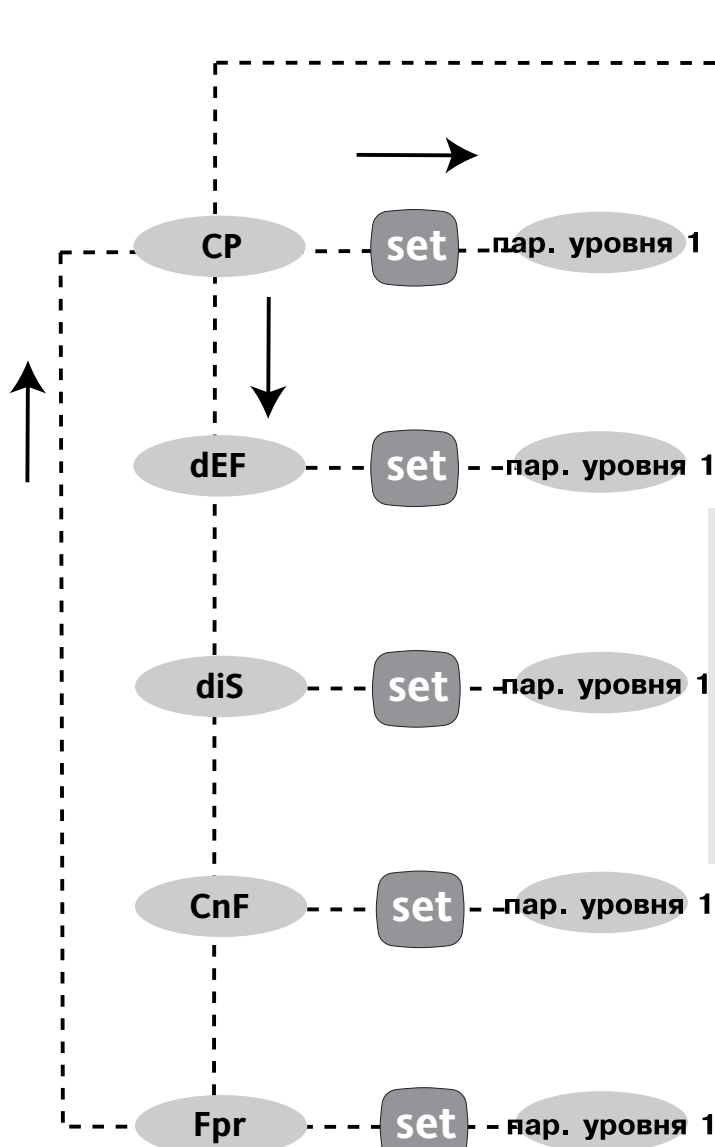 CP set пар. уровня 1
dEF set пар. уровня 1
diS set пар. уровня 1
CnF set пар. уровня 1
Fpr set пар. уровня 1